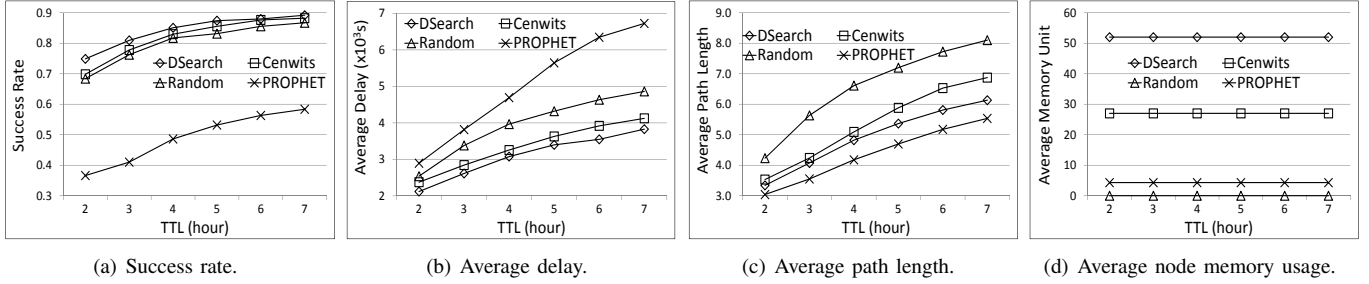 0.9
0.8
0.7
0.6
0.5
0.4
0.3
Success Rate
DSearch Cenwits
Random PROPHET
2 3 4 5 6 7
TTL (hour)
(a) Success rate.
7
6
5
4
3
2
Average Delay (x10³s)
DSearch Cenwits
Random PROPHET
2 3 4 5 6 7
TTL (hour)
(b) Average delay.
9.0
8.0
7.0
6.0
5.0
4.0
3.0
Average Path Length
DSearch Cenwits
Random PROPHET
2 3 4 5 6 7
TTL (hour)
(c) Average path length.
60
50
40
30
20
10
0
Average Memory Unit
DSearch Cenwits
Random PROPHET
2 3 4 5 6 7
TTL (hour)
(d) Average node memory usage.